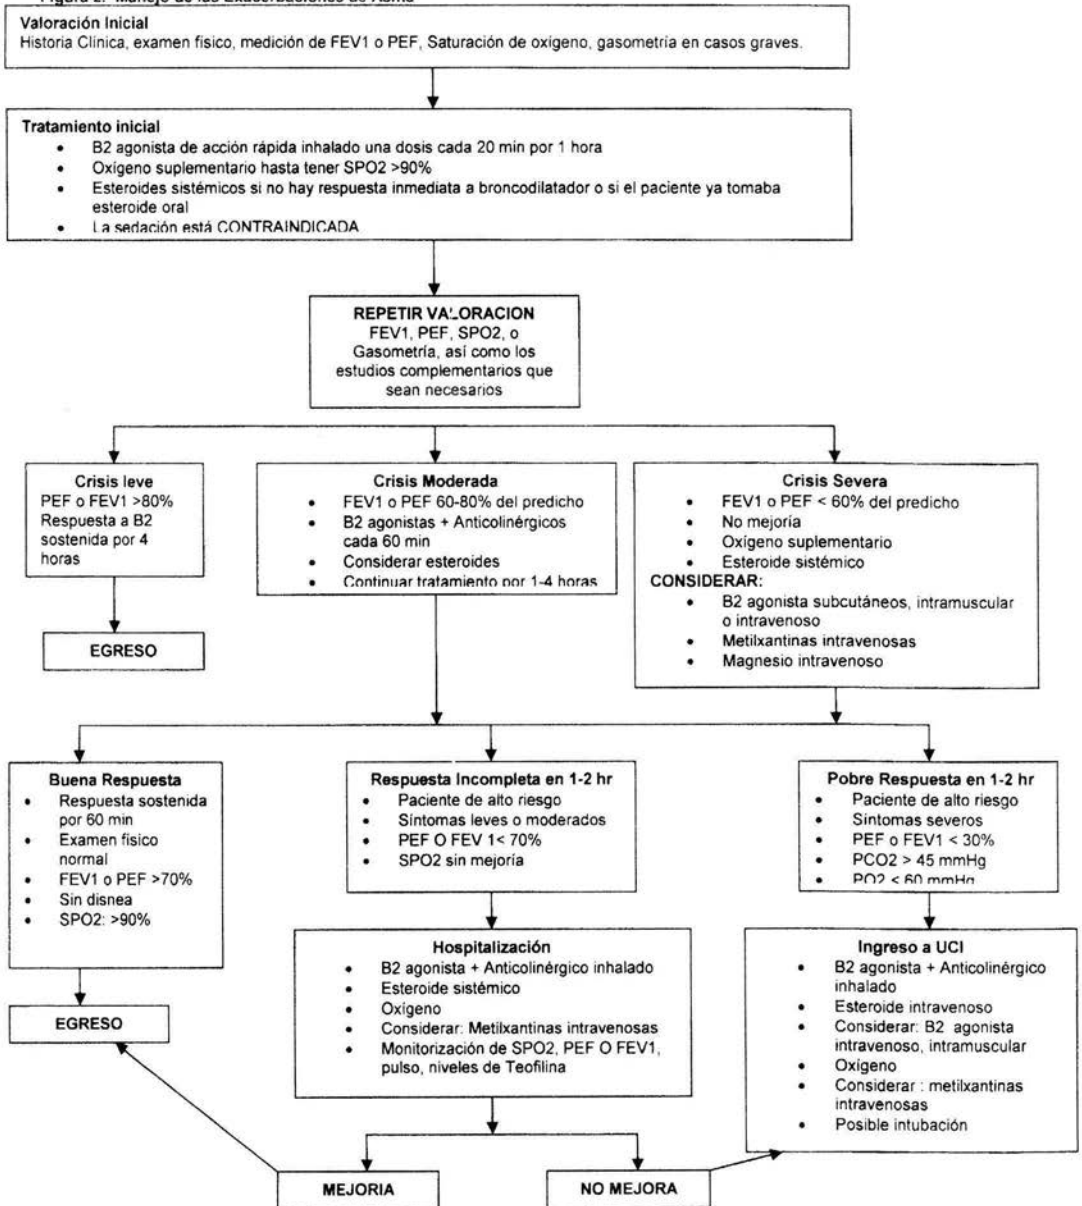 Figura 2. Manejo de las Exacerbaciones de Asma
Valoración Inicial
Historia Clínica, examen físico, medición de FEV1 o PEF, Saturación de oxígeno, gasometría en casos graves.
Tratamiento inicial
• B2 agonista de acción rápida inhalado una dosis cada 20 min por 1 hora
• Oxígeno suplementario hasta tener SPO2 >90%
• Esteroides sistémicos si no hay respuesta inmediata a broncodilatador o si el paciente ya tomaba
esteroide oral
• La sedación está CONTRAINDICADA
REPETIR VALORACION
FEV1, PEF, SPO2, o
Gasometría, así como los
estudios complementarios que
sean necesarios
Crisis leve
PEF o FEV1 >80%
Respuesta a B2
sostenida por 4
horas
EGRESO
Crisis Moderada
• FEV1 o PEF 60-80% del predicho
• B2 agonistas + Anticolinérgicos
cada 60 min
• Considerar esteroides
• Continuar tratamiento por 1-4 horas
Crisis Severa
• FEV1 o PEF < 60% del predicho
• No mejoría
• Oxígeno suplementario
• Esteroide sistémico
CONSIDERAR:
• B2 agonista subcutáneos, intramuscular
o intravenoso
• Metilxantinas intravenosas
• Magnesio intravenoso
Buena Respuesta
• Respuesta sostenida
por 60 min
• Examen físico
normal
• FEV1 o PEF >70%
• Sin disnea
• SPO2: >90%
EGRESO
Respuesta Incompleta en 1-2 hr
• Paciente de alto riesgo
• Síntomas leves o moderados
• PEF O FEV 1< 70%
• SPO2 sin mejoría
Hospitalización
• B2 agonista + Anticolinérgico inhalado
• Esteroide sistémico
• Oxígeno
• Considerar: Metilxantinas intravenosas
• Monitorización de SPO2, PEF O FEV1,
pulso, niveles de Teofilina
Pobre Respuesta en 1-2 hr
• Paciente de alto riesgo
• Síntomas severos
• PEF o FEV1 < 30%
• PCO2 > 45 mmHg
• PO2 < 60 mmHg
Ingreso a UCI
• B2 agonista + Anticolinérgico
inhalado
• Esteroide intravenoso
• Considerar: B2 agonista
intravenoso, intramuscular
• Oxígeno
• Considerar : metilxantinas
intravenosas
• Posible intubación
MEJORIA
NO MEJORA